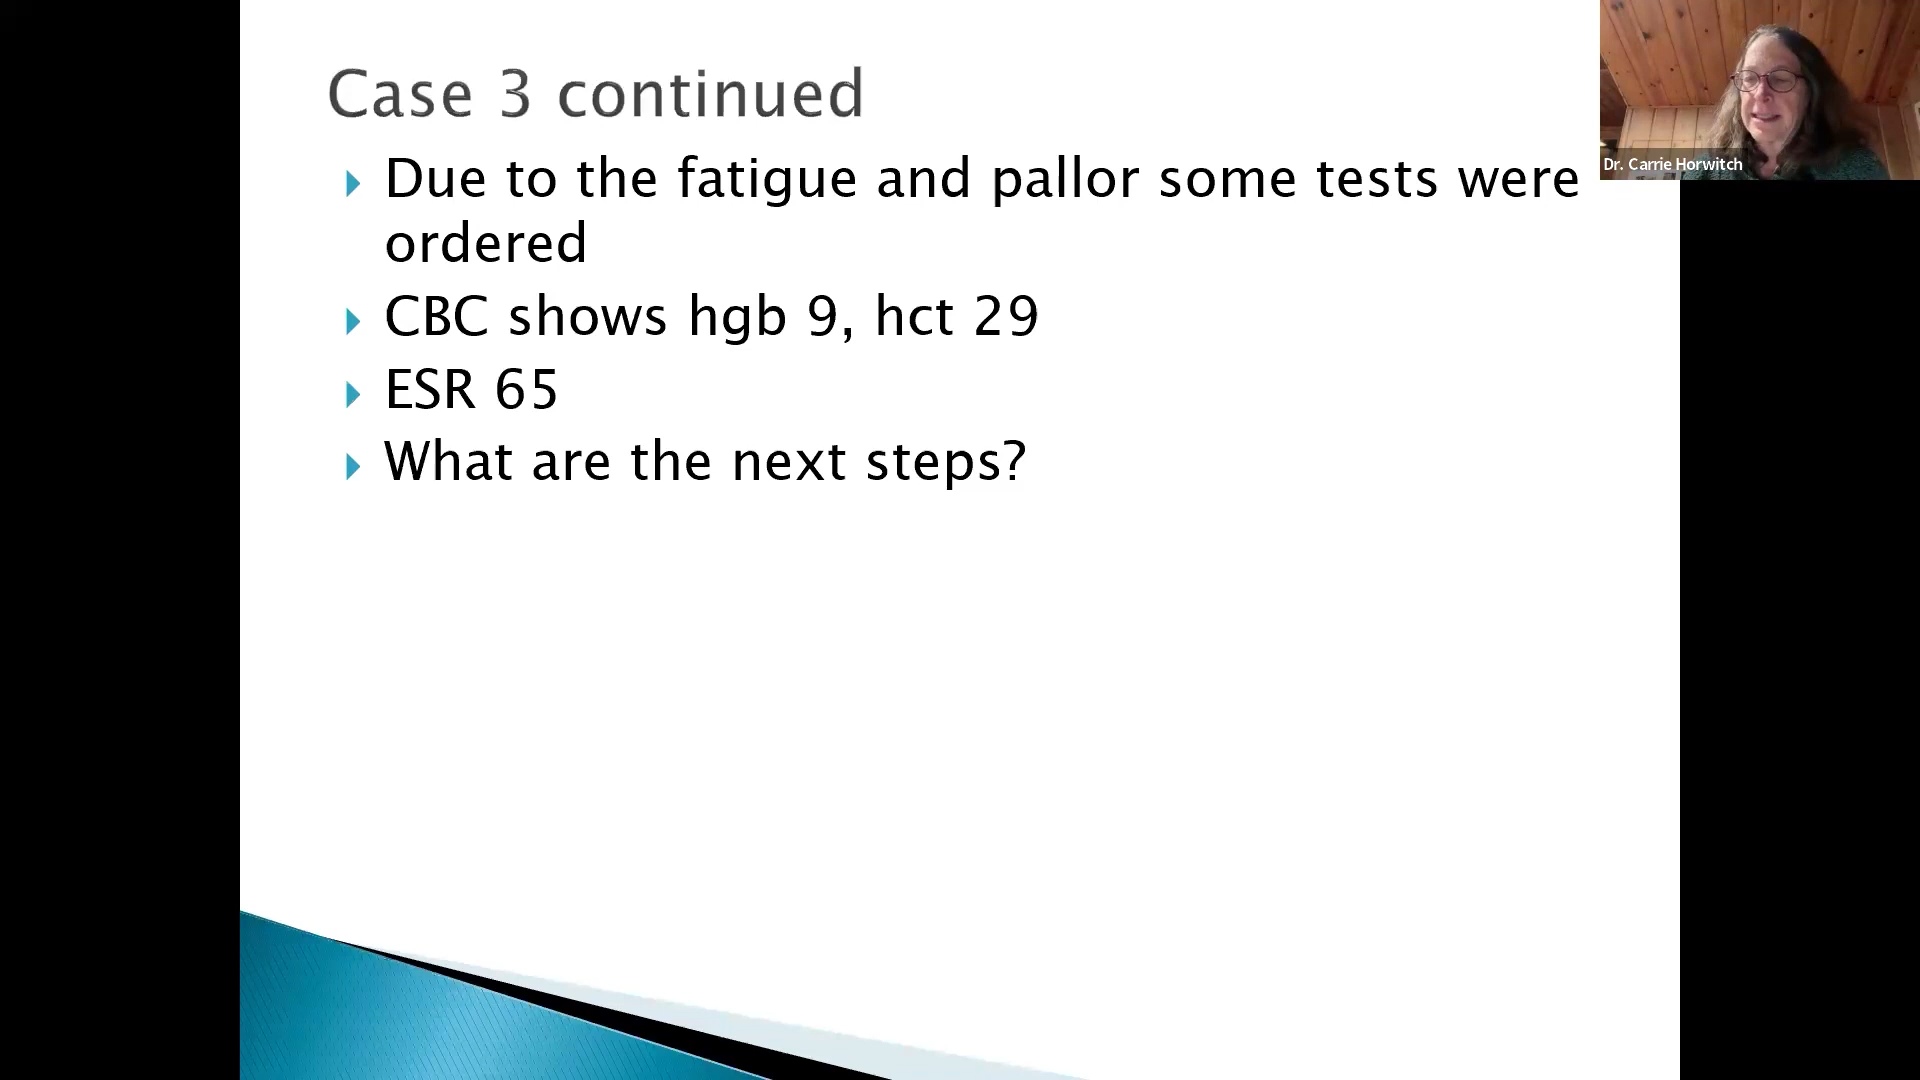 Case 3 continued
Due to the fatigue and pallor some tests were
ordered
CBC shows hgb 9, hct 29
ESR 65
What are the next steps?
Dr. Carrie Horwitch